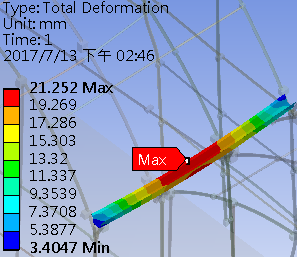 Type: Total Deformation
Unit: mm
Time: 1
2017/7/13 下午 02:46
21.252 Max
19.269
17.286
15.303
13.32
11.337
9.3539
7.3708
5.3877
3.4047 Min
Max